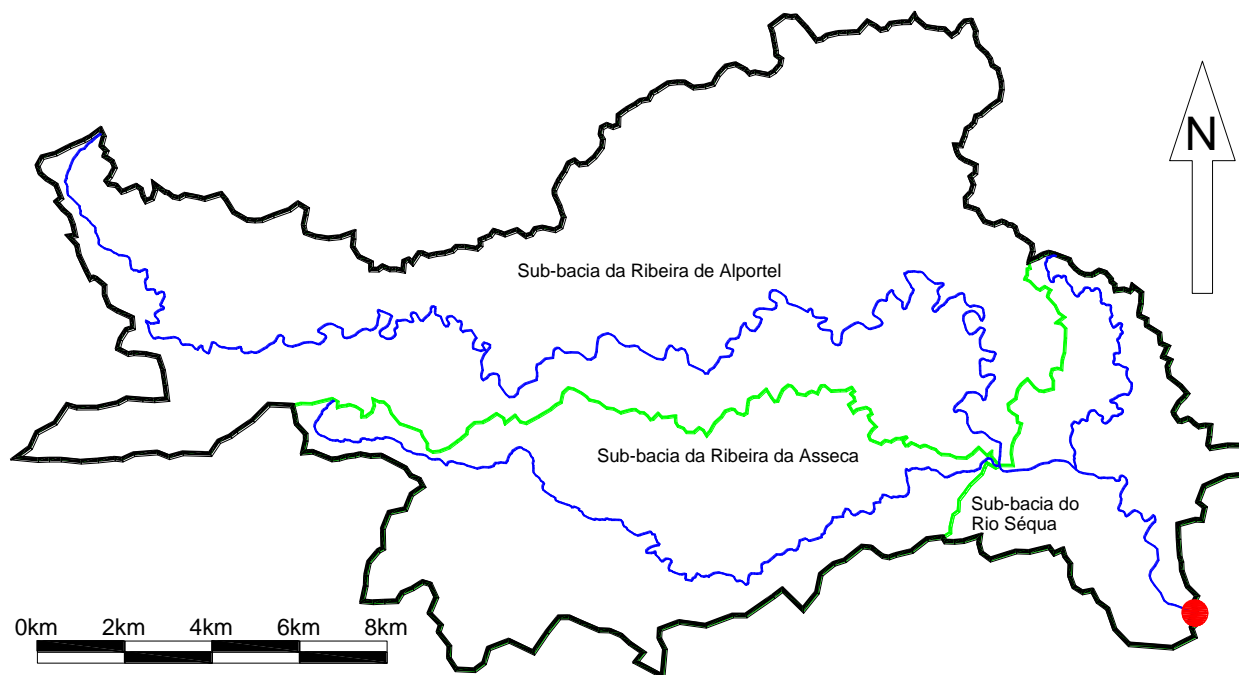 N
Sub-bacia da Ribeira de Alportel
Sub-bacia da Ribeira da Asseca
Sub-bacia do
Rio Séqua
0km 2km 4km 6km 8km